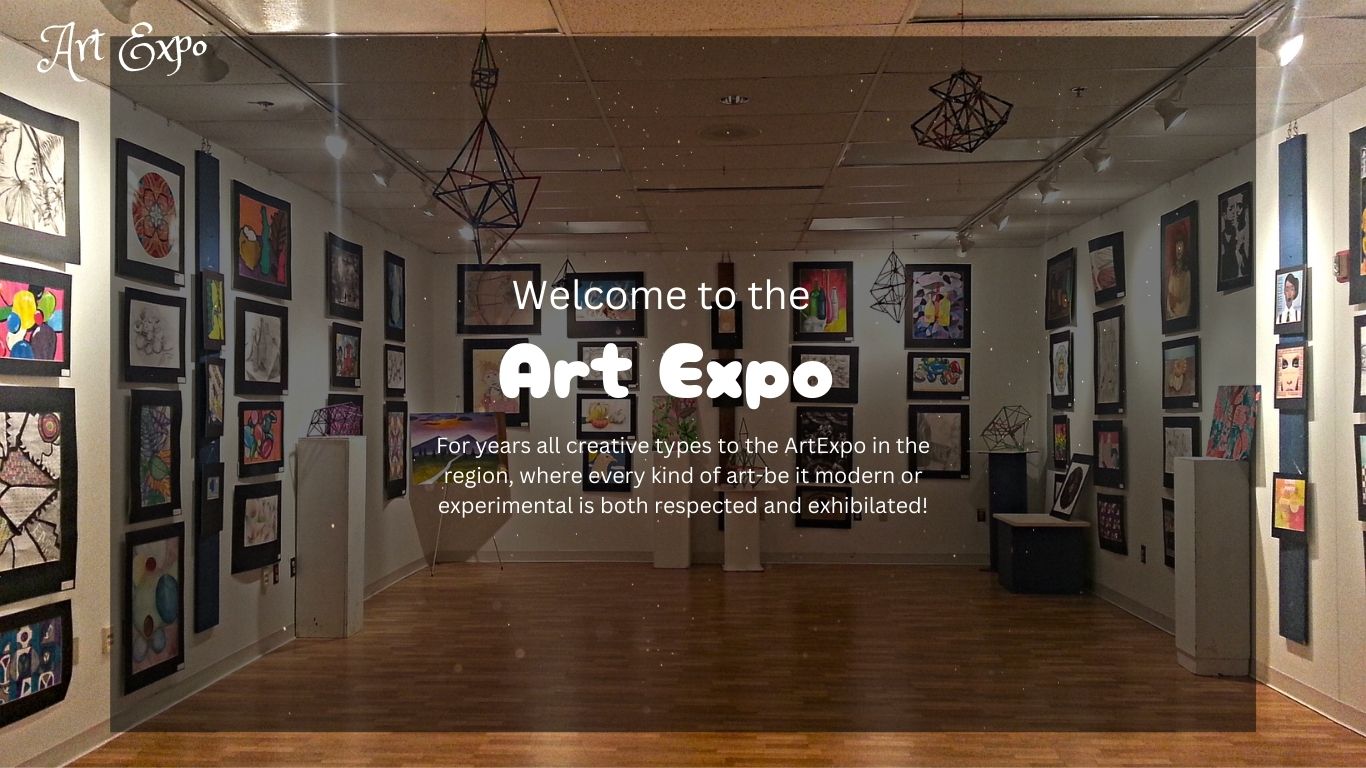 Art Expo
Welcome to the
Art Expo
For years all creative types to the ArtExpo in the
region, where every kind of art-be it modern or
experimental is both respected and exhibilated!